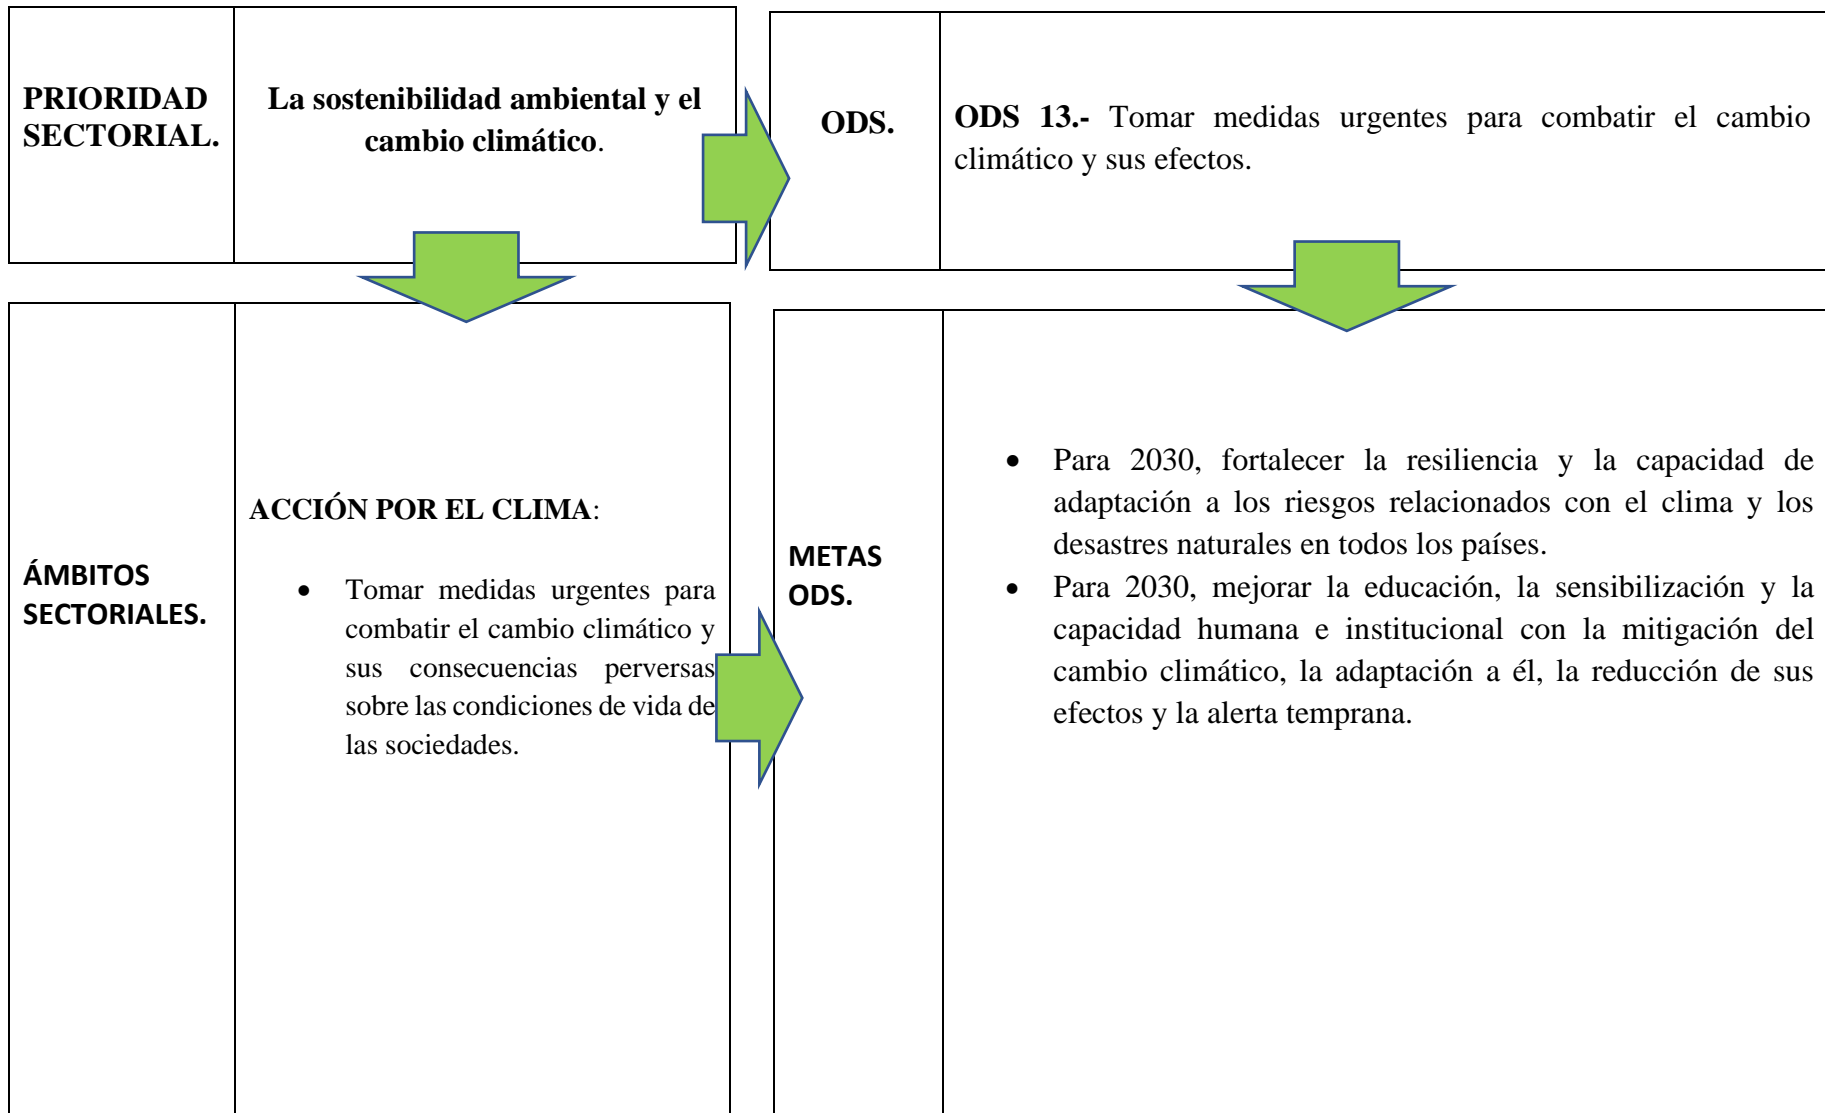 PRIORIDAD
SECTORIAL.
La sostenibilidad ambiental y el
cambio climático.
ODS.
ODS 13.- Tomar medidas urgentes para combatir el cambio
climático y sus efectos.
ÁMBITOS
SECTORIALES.
ACCIÓN POR EL CLIMA:
• Tomar medidas urgentes para
combatir el cambio climático y
sus consecuencias perversas
sobre las condiciones de vida de
las sociedades.
METAS
ODS.
• Para 2030, fortalecer la resiliencia y la capacidad de
adaptación a los riesgos relacionados con el clima y los
desastres naturales en todos los países.
• Para 2030, mejorar la educación, la sensibilización y la
capacidad humana e institucional con la mitigación del
cambio climático, la adaptación a él, la reducción de sus
efectos y la alerta temprana.